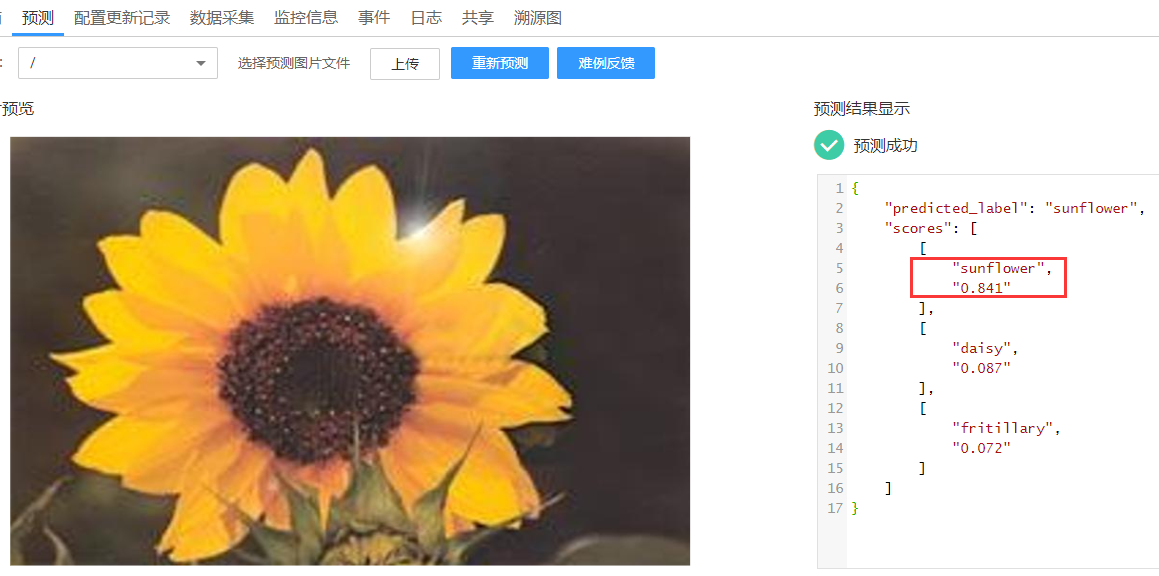 预测 配置更新记录 数据采集 监控信息 事件 日志 共享 溯源图
: / 选择预测图片文件 上传 重新预测 难例反馈
预览 预测结果显示
预测成功
1 {
2 "predicted_label": "sunflower",
3 "scores": [
4 [
5 "sunflower",
6 "0.841"
7 ],
8 [
9 "daisy",
10 "0.087"
11 ],
12 [
13 "fritillary",
14 "0.072"
15 ]
16 ]
17 }